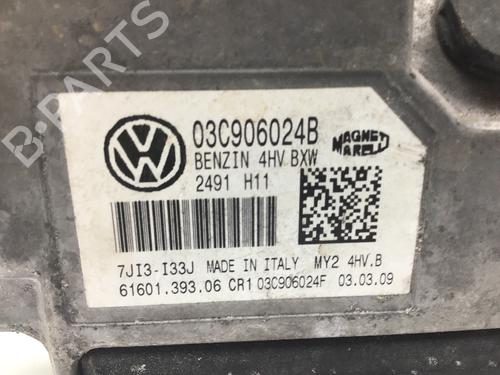 03C906024B
BENZIN 4HV.BXW
2491 H11
MAGNETI
MARELLI
7JI3-I33J MADE IN ITALY MY2 4HV.B
61601.393.06 CR1 03C906024F 03.03.09